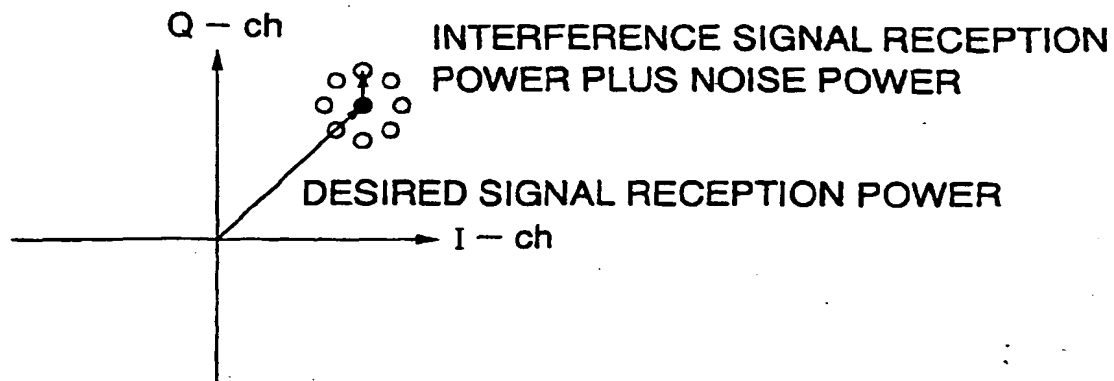 Q – ch
INTERFERENCE SIGNAL RECEPTION
POWER PLUS NOISE POWER
DESIRED SIGNAL RECEPTION POWER
I – ch